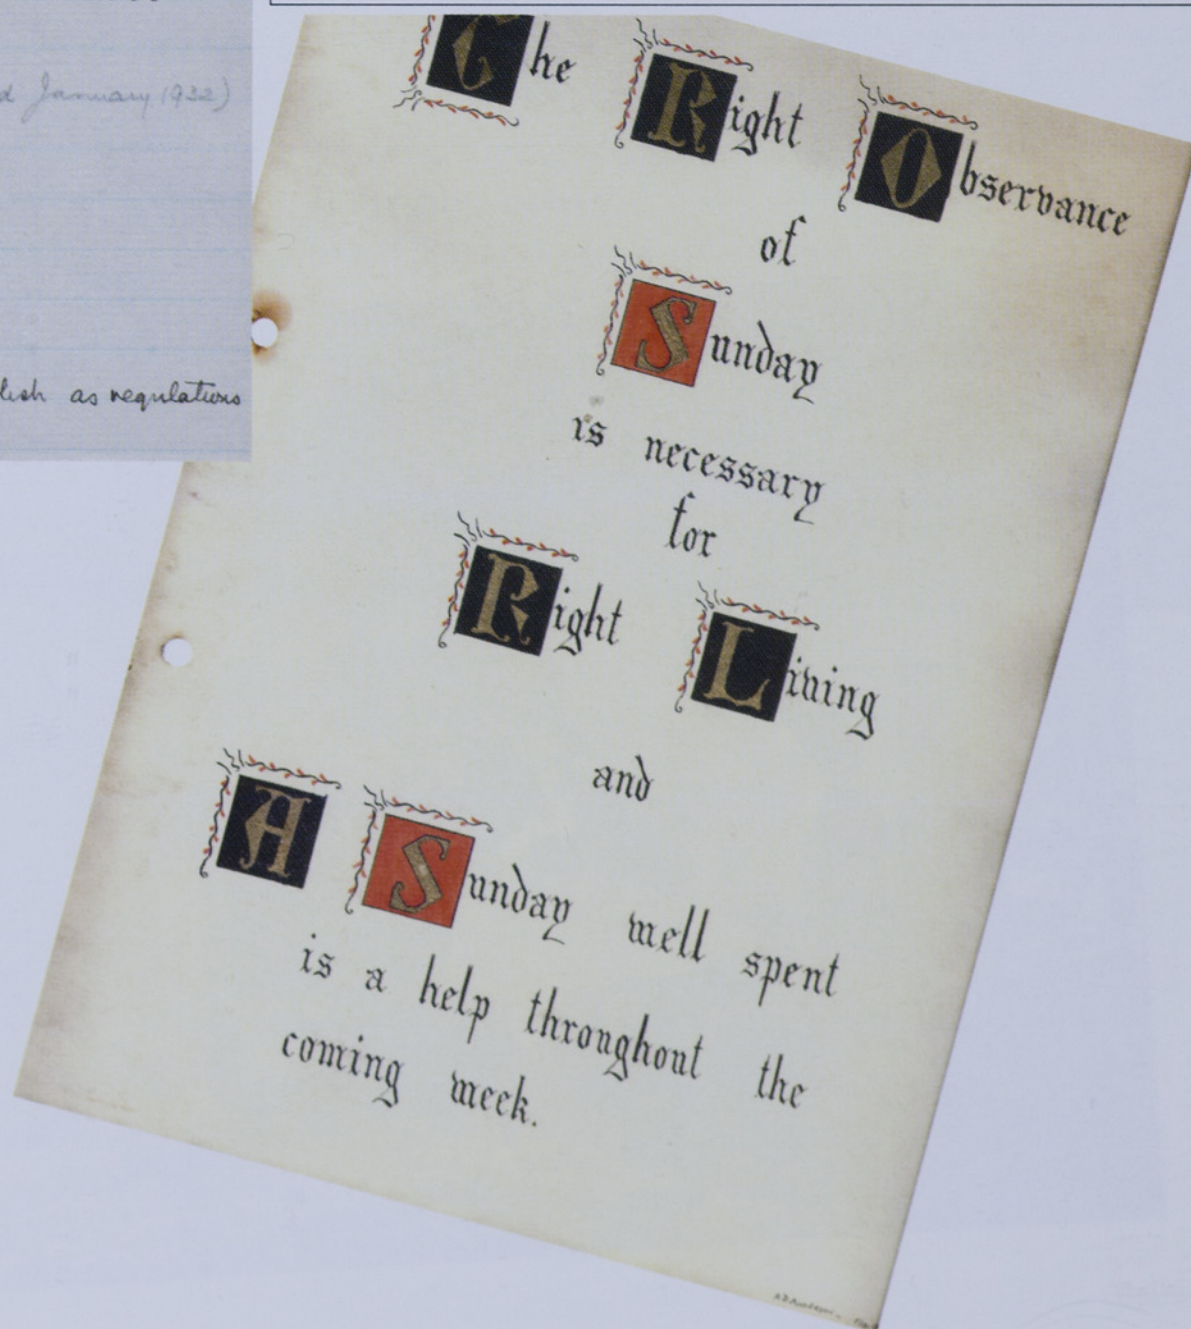 January 1932)
as regulations
The Right Observance
of
Sunday
is necessary
for
Right Living
and
A Sunday well spent
is a help throughout the
coming week.